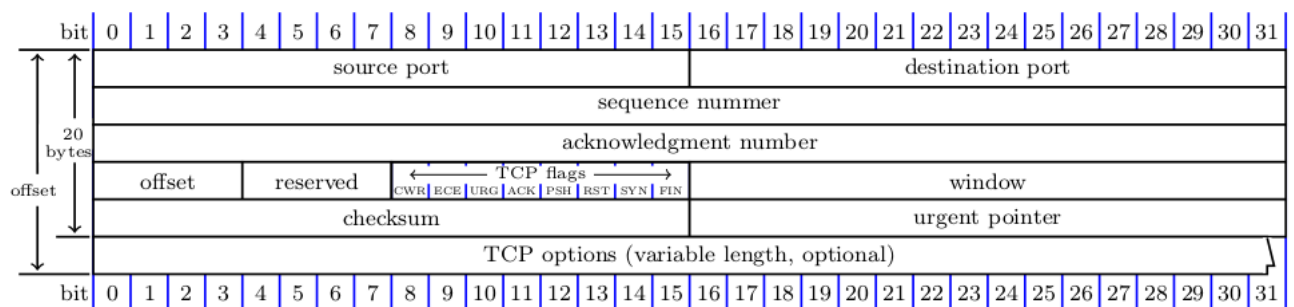 bit 0 1 2 3 4 5 6 7 8 9 10 11 12 13 14 15 16 17 18 19 20 21 22 23 24 25 26 27 28 29 30 31
source port destination port
sequence nummer
acknowledgment number
20
bytes
offset
offset reserved TCP flags window
CWR ECE URG ACK PSH RST SYN FIN
checksum urgent pointer
TCP options (variable length, optional)
bit 0 1 2 3 4 5 6 7 8 9 10 11 12 13 14 15 16 17 18 19 20 21 22 23 24 25 26 27 28 29 30 31